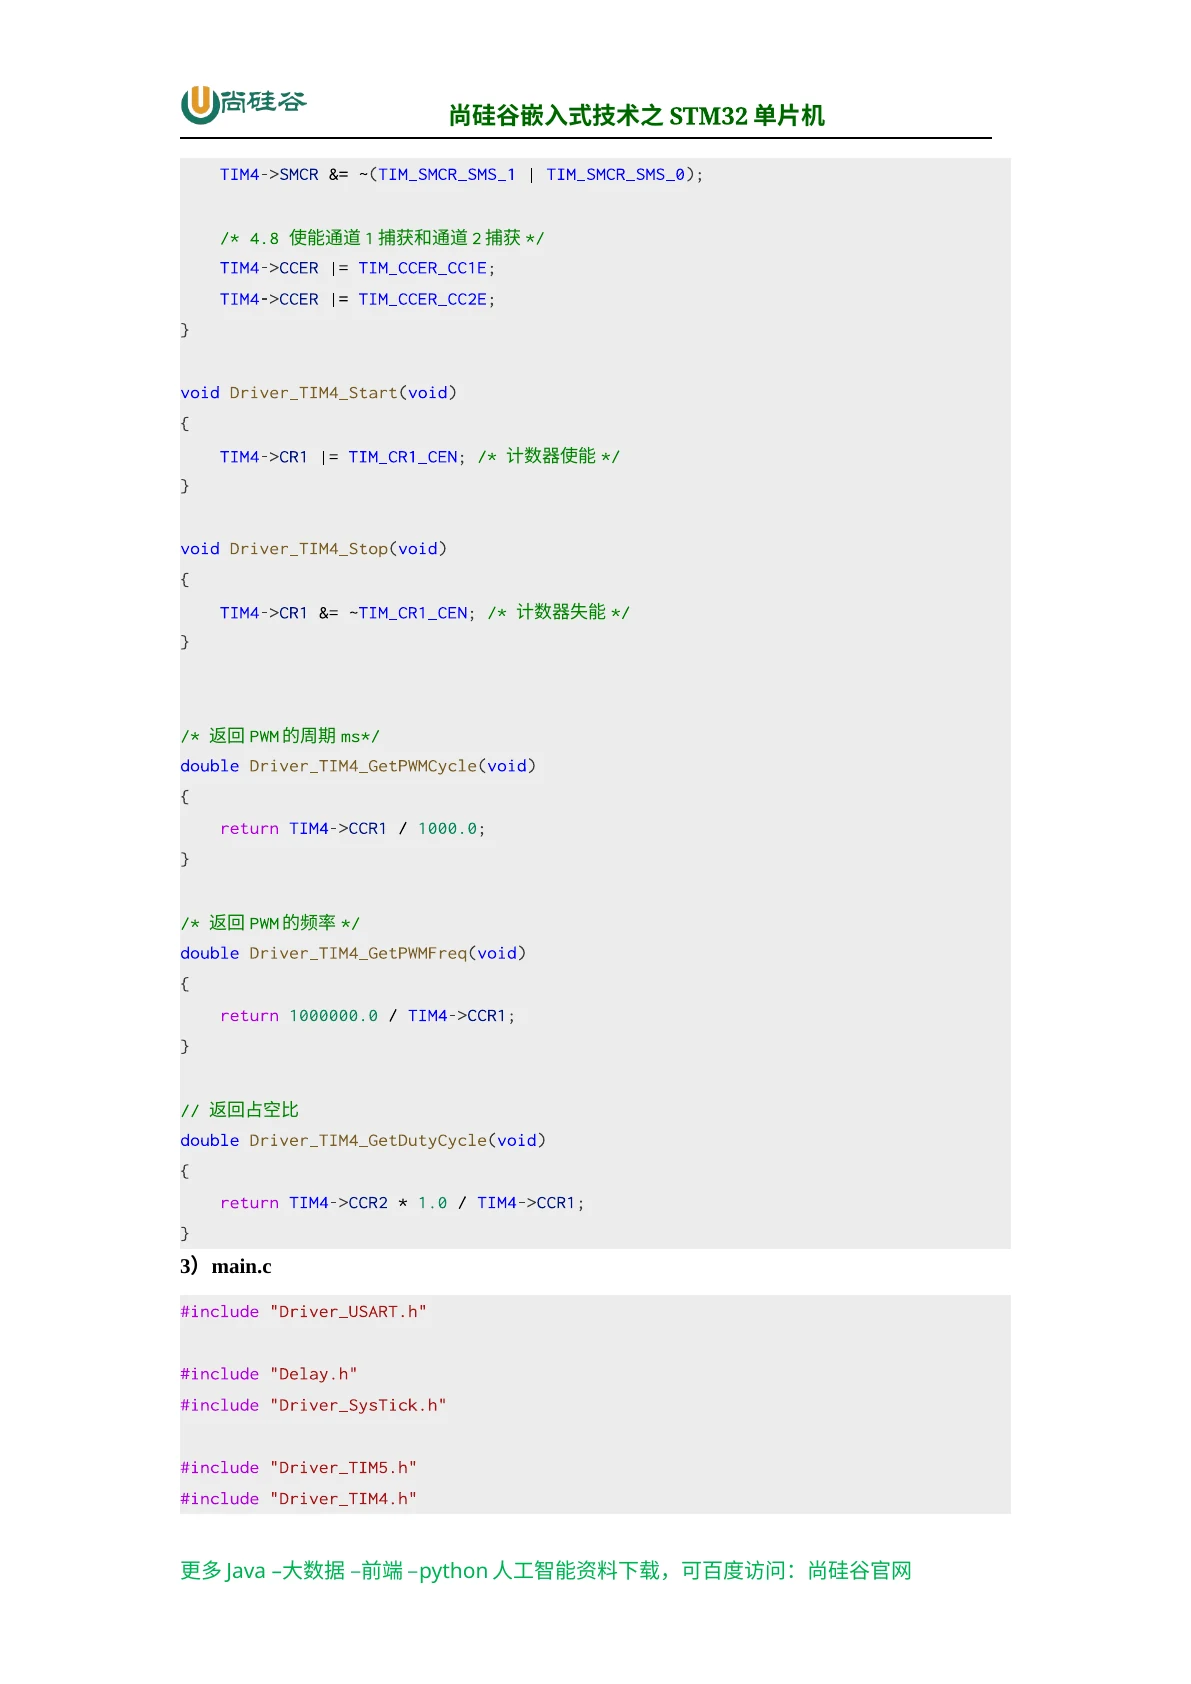 尚硅谷
尚硅谷嵌入式技术之 STM32 单片机
    TIM4->SMCR &= ~(TIM_SMCR_SMS_1 | TIM_SMCR_SMS_0);
    /* 4.8 使能通道 1 捕获和通道 2 捕获 */
    TIM4->CCER |= TIM_CCER_CC1E;
    TIM4->CCER |= TIM_CCER_CC2E;
}
void Driver_TIM4_Start(void)
{
    TIM4->CR1 |= TIM_CR1_CEN; /* 计数器使能 */
}
void Driver_TIM4_Stop(void)
{
    TIM4->CR1 &= ~TIM_CR1_CEN; /* 计数器失能 */
}
/* 返回 PWM 的周期 ms*/
double Driver_TIM4_GetPWMCycle(void)
{
    return TIM4->CCR1 / 1000.0;
}
/* 返回 PWM 的频率 */
double Driver_TIM4_GetPWMFreq(void)
{
    return 1000000.0 / TIM4->CCR1;
}
// 返回占空比
double Driver_TIM4_GetDutyCycle(void)
{
    return TIM4->CCR2 * 1.0 / TIM4->CCR1;
}
3）main.c
#include "Driver_USART.h"
#include "Delay.h"
#include "Driver_SysTick.h"
#include "Driver_TIM5.h"
#include "Driver_TIM4.h"
更多 Java –大数据 –前端 –python 人工智能资料下载，可百度访问：尚硅谷官网